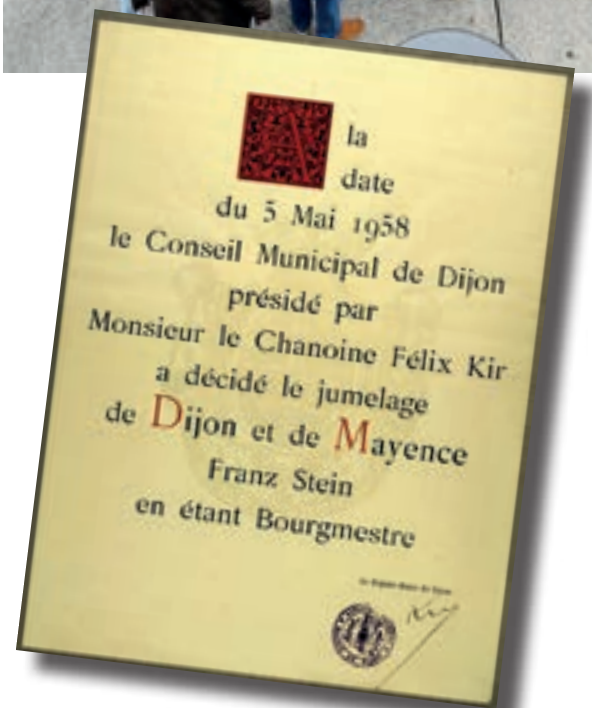 A la
date
du 5 Mai 1958
le Conseil Municipal de Dijon
présidé par
Monsieur le Chanoine Félix Kir
a décidé le jumelage
de Dijon et de Mayence
Franz Stein
en étant Bourgmestre